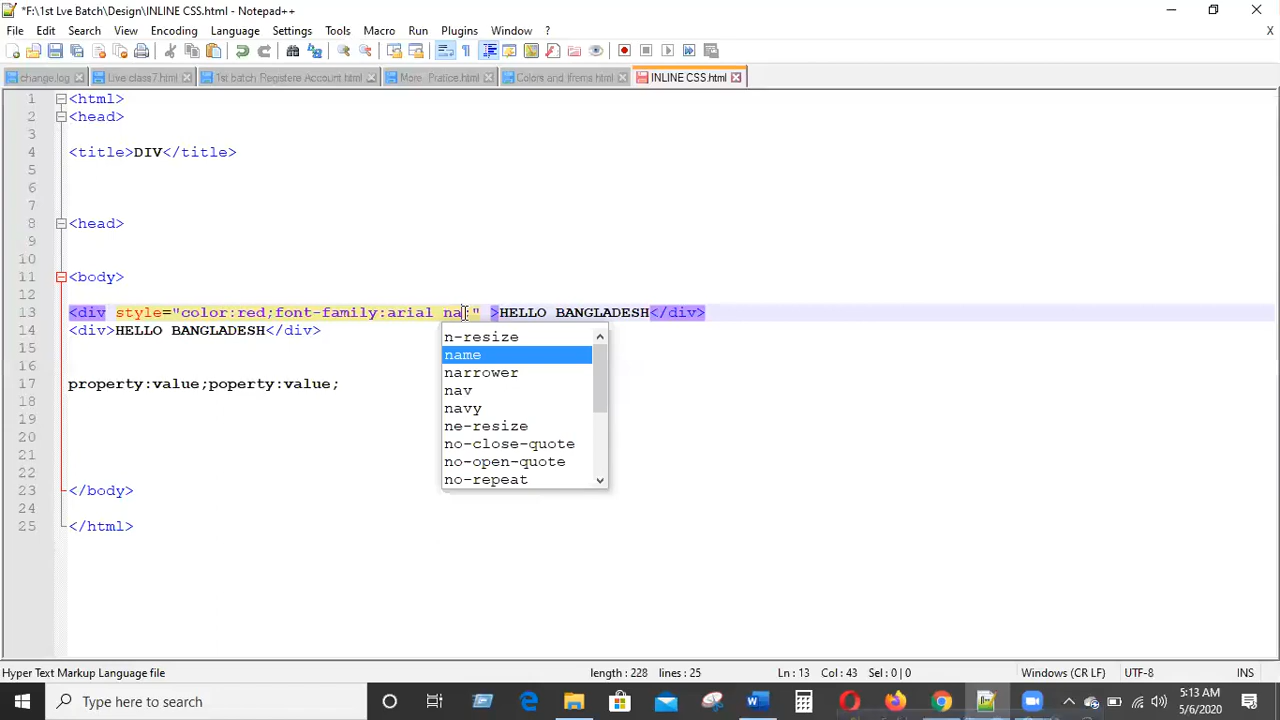 *F:\1st Lve Batch\Design\INLINE CSS.html - Notepad++
File Edit Search View Encoding Language Settings Tools Macro Run Plugins Window ? X
change.log Live class7.html 1st batch Registere Account.html More Pratice.html Colors and ifrems.html INLINE CSS.html
1 <html>
2 <head>
3
4 <title>DIV</title>
5
6
7
8 <head>
9
10
11 <body>
12
13 <div style="color:red;font-family:arial na;" >HELLO BANGLADESH</div>
14 <div>HELLO BANGLADESH</div>
15
16
17 property:value;poperty:value;
18
19
20
21
22
23 </body>
24
25 </html>
n-resize
name
narrower
nav
navy
ne-resize
no-close-quote
no-open-quote
no-repeat
Hyper Text Markup Language file length : 228 lines : 25 Ln : 13 Col : 43 Sel : 0 | 0 Windows (CR LF) UTF-8 INS
Type here to search
5:13 AM
5/6/2020